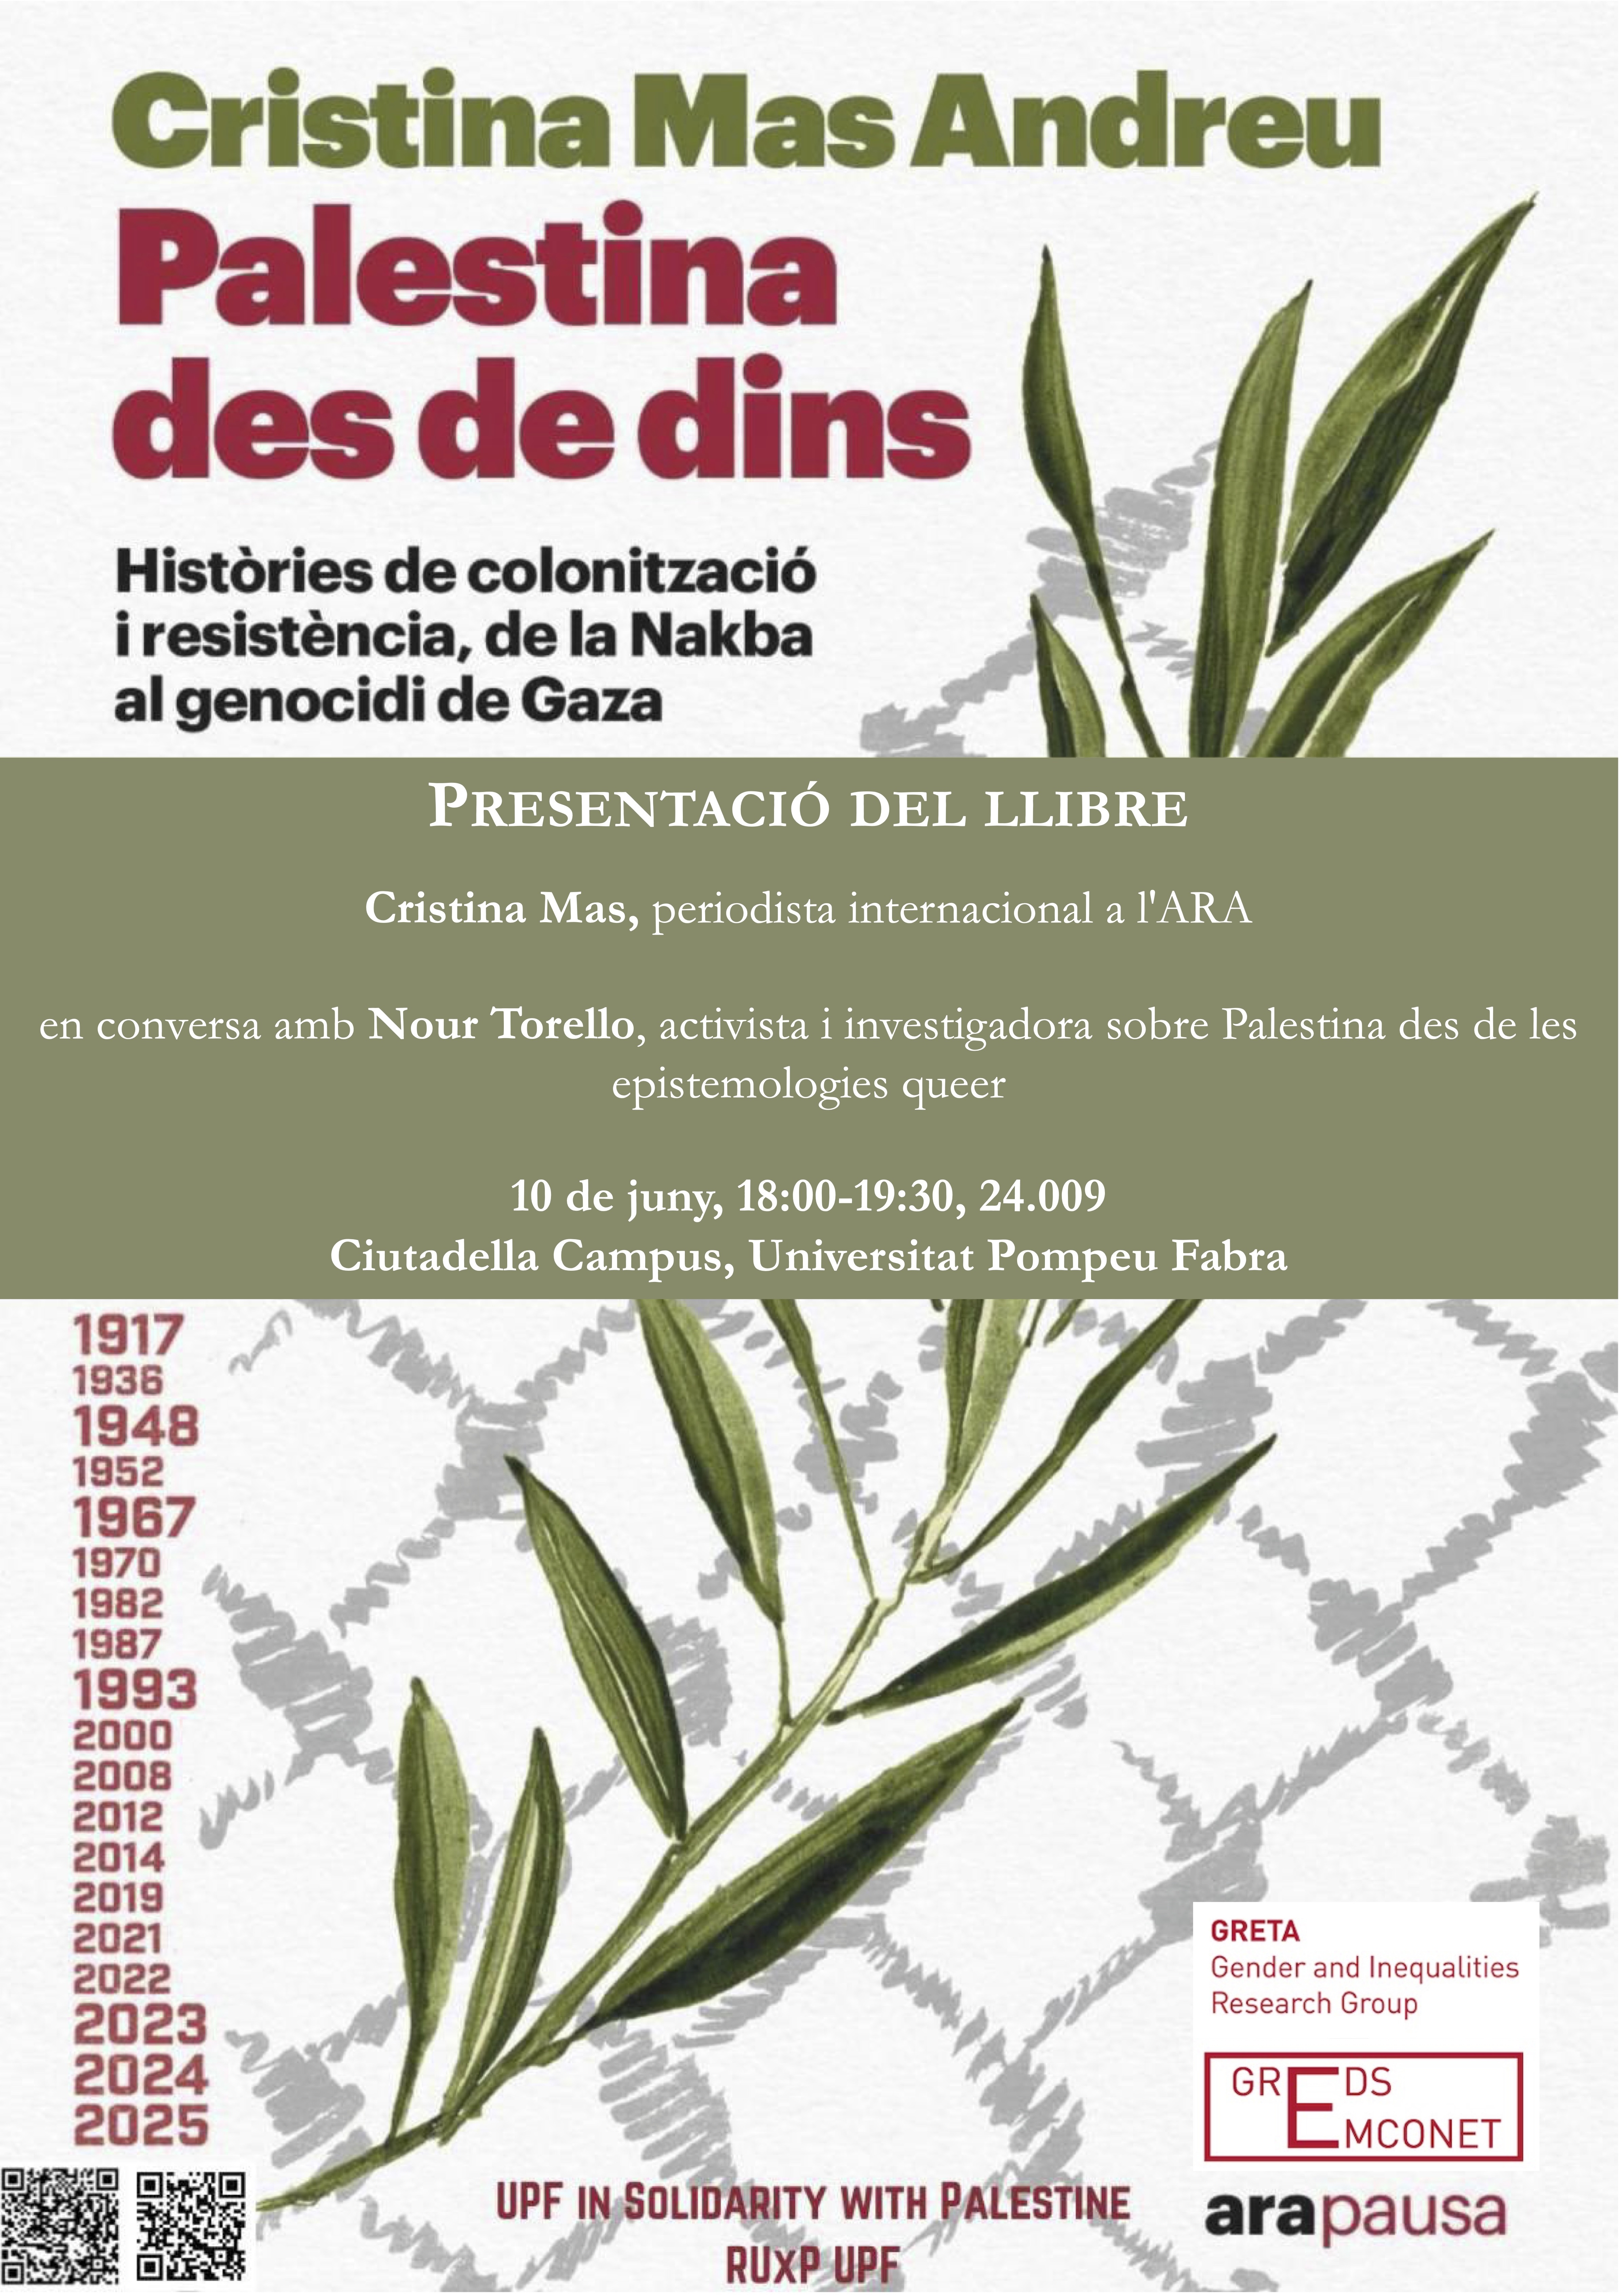 Cristina Mas Andreu
Palestina
des de dins
Històries de colonització
i resistència, de la Nakba
al genocidi de Gaza
PRESENTACIÓ DEL LLIBRE
Cristina Mas, periodista internacional a l'ARA
en conversa amb Nour Torello, activista i investigadora sobre Palestina des de les
epistemologies queer
10 de juny, 18:00-19:30, 24.009
Ciutadella Campus, Universitat Pompeu Fabra
1917
1936
1948
1952
1967
1970
1982
1987
1993
2000
2008
2012
2014
2019
2021
2022
2023
2024
2025
GRETA
Gender and Inequalities
Research Group
GREDS
EMCONET
arapausa
UPF IN SOLIDARITY WITH PALESTINE
RUxP UPF